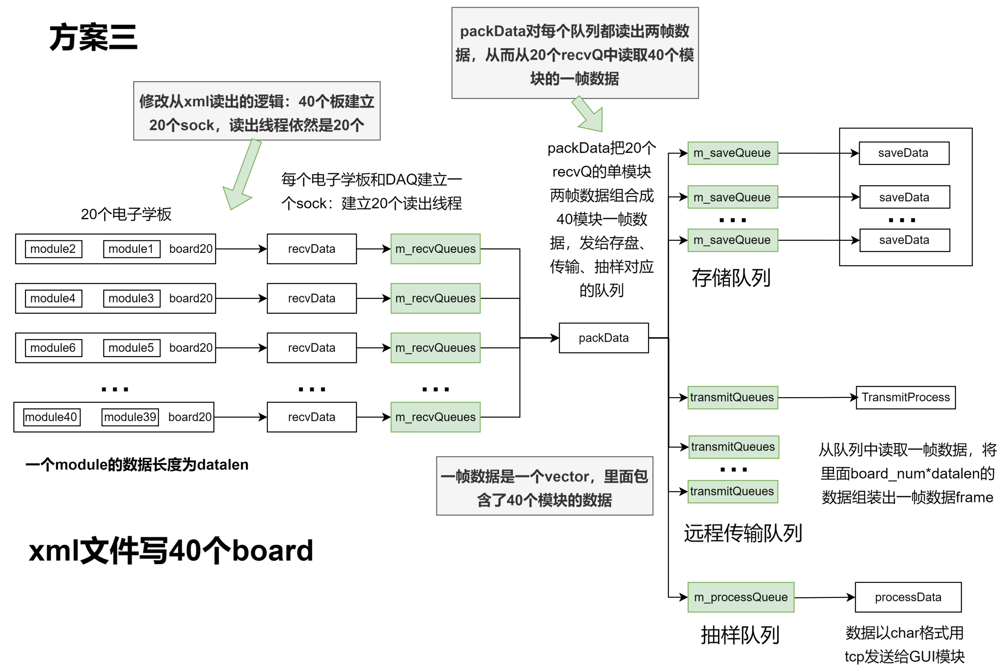 方案三
packData对每个队列都读出两帧数
据，从而从20个recvQ中读取40个模
块的一帧数据
修改从xml读出的逻辑：40个板建立
20个sock，读出线程依然是20个
每个电子学板和DAQ建立一
个sock：建立20个读出线程
20个电子学板
packData把20个
recvQ的单模块
两帧数据组合成
40模块一帧数
据，发给存盘、
传输、抽样对应
的队列
module2 module1 board20 recvData m_recvQueues
module4 module3 board20 recvData m_recvQueues
module6 module5 board20 recvData m_recvQueues
... ... ...
module40 module39 board20 recvData m_recvQueues
packData
m_saveQueue saveData
m_saveQueue saveData
... ...
m_saveQueue saveData
存储队列
transmitQueues TransmitProcess
transmitQueues
...
transmitQueues
远程传输队列
从队列中读取一帧数据，将
里面board_num*datalen的
数据组装出一帧数据frame
一个module的数据长度为datalen
一帧数据是一个vector，里面包
含了40个模块的数据
xml文件写40个board
m_processQueue processData
抽样队列
数据以char格式用
tcp发送给GUI模块